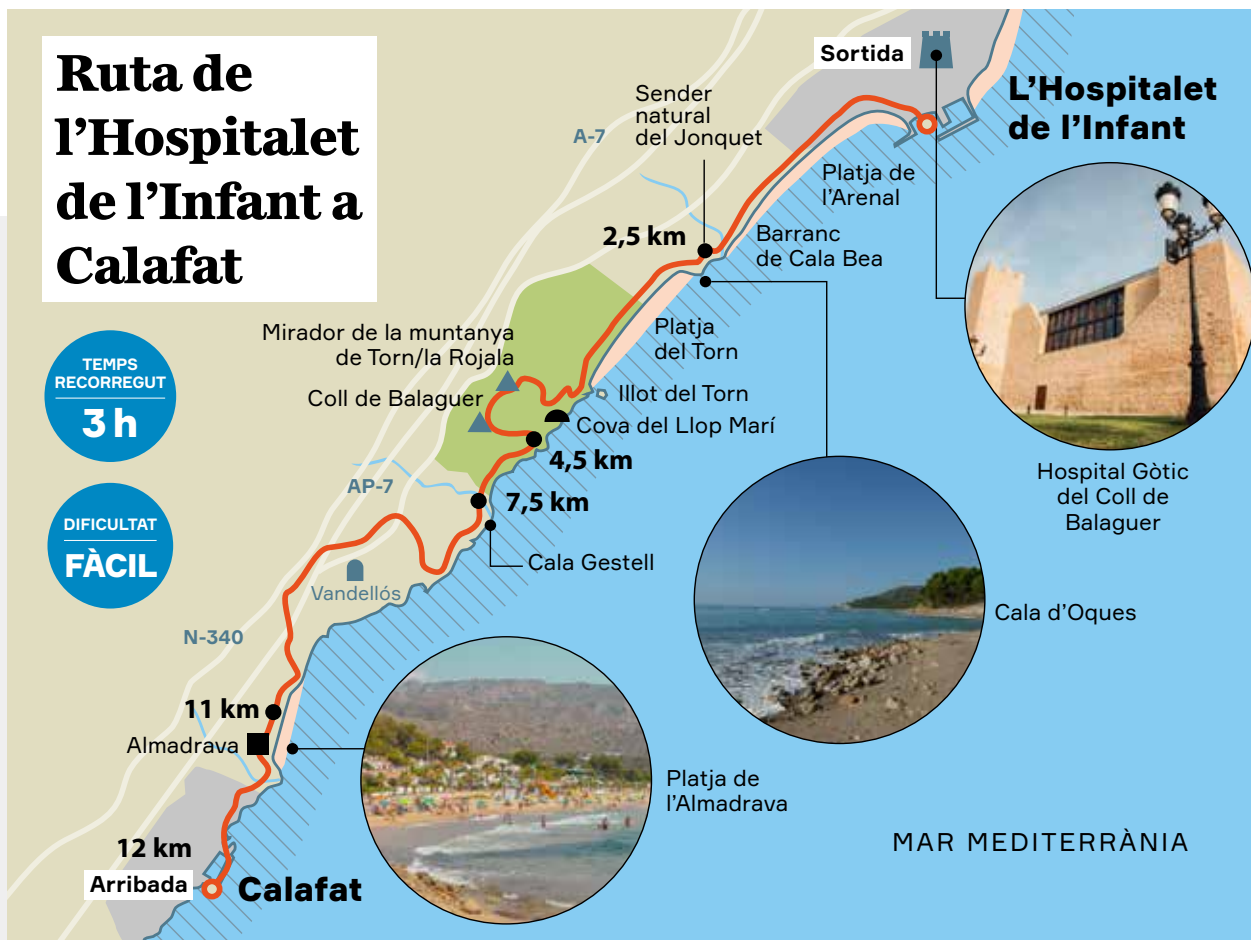 Ruta de
l'Hospitalet
de l'Infant a
Calafat
TEMPS
RECORREGUT
3 h
DIFICULTAT
FÀCIL
Sortida
L'Hospitalet
de l'Infant
Sender
natural
del Jonquet
A-7
Platja de
l'Arenal
2,5 km
Barranc
de Cala Bea
Mirador de la muntanya
de Torn/la Rojala
Platja
del Torn
Coll de Balaguer
Illot del Torn
Cova del Llop Marí
4,5 km
Hospital Gòtic
del Coll de
Balaguer
AP-7
7,5 km
Cala Gestell
Vandellós
Cala d'Oques
N-340
11 km
Almadrava
Platja de
l'Almadrava
MAR MEDITERRÀNIA
12 km
Arribada
Calafat